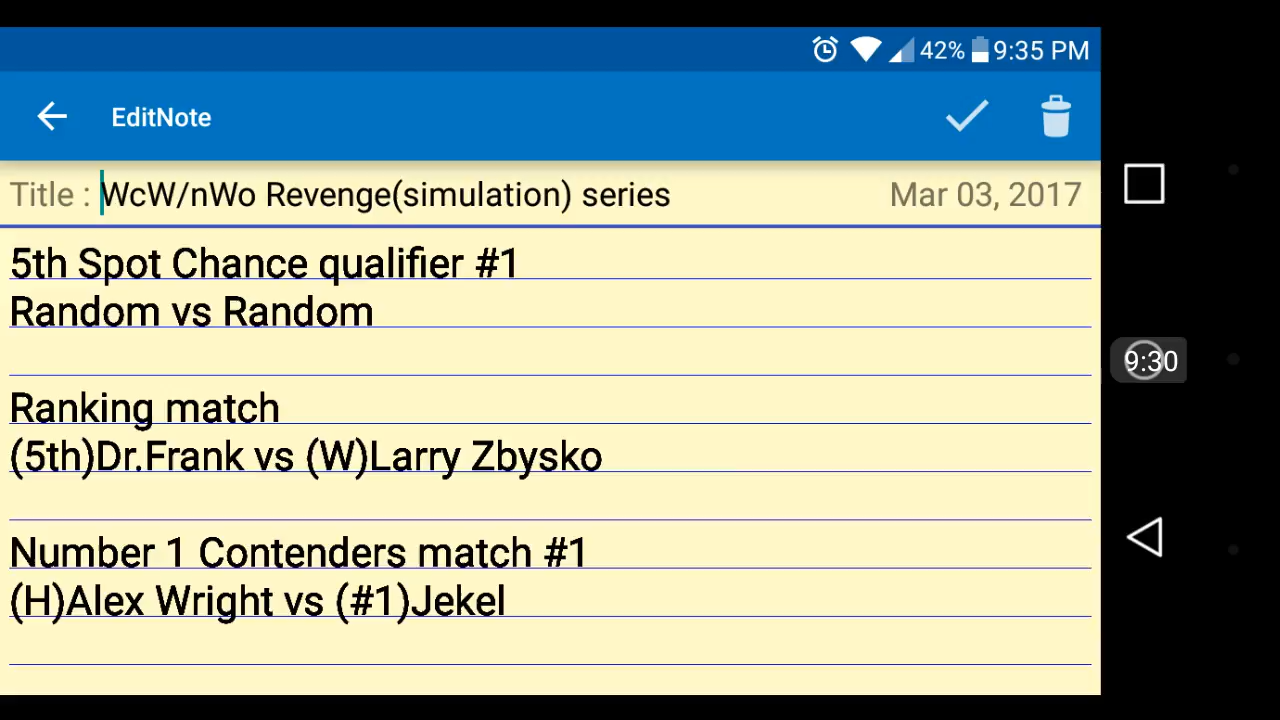 42% 9:35 PM
EditNote
Title : WcW/nWo Revenge(simulation) series Mar 03, 2017
5th Spot Chance qualifier #1
Random vs Random
9:30
Ranking match
(5th)Dr.Frank vs (W)Larry Zbysko
Number 1 Contenders match #1
(H)Alex Wright vs (#1)Jekel